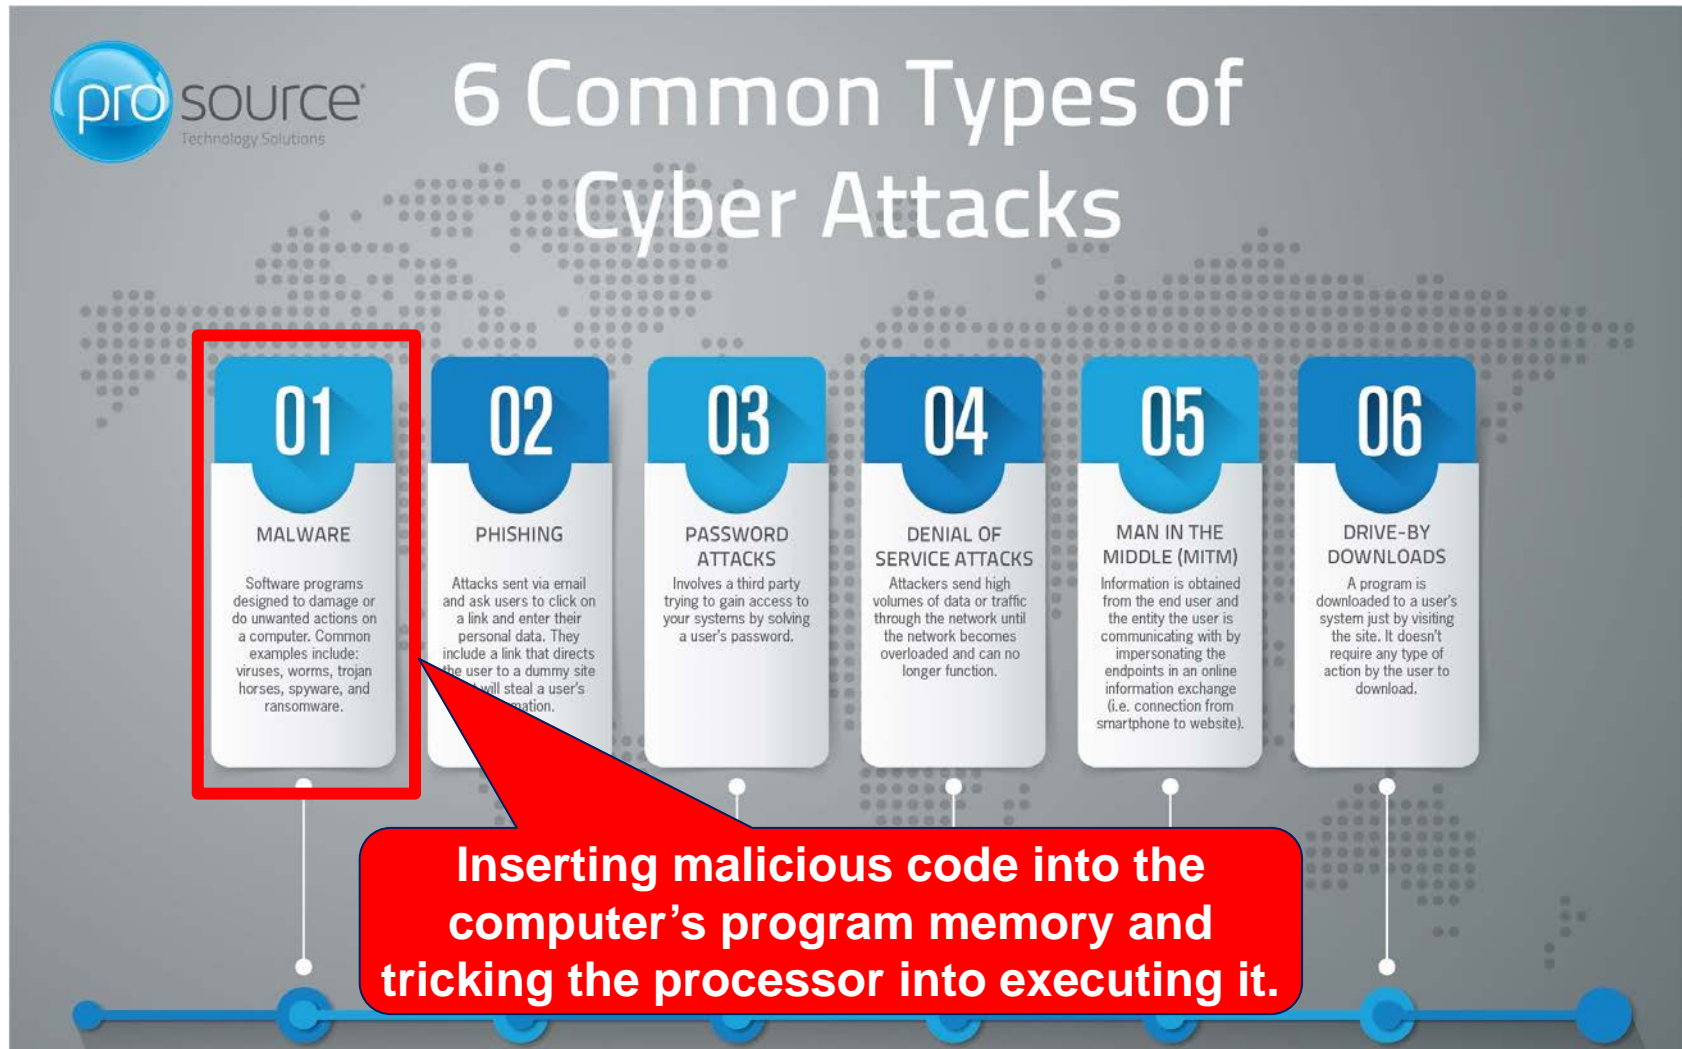 pro source
Technology Solutions
6 Common Types of
Cyber Attacks
01
MALWARE
Software programs
designed to damage or
do unwanted actions on
a computer. Common
examples include:
viruses, worms, trojan
horses, spyware, and
ransomware.
02
PHISHING
Attacks sent via email
and ask users to click on
a link and enter their
personal data. They
include a link that directs
user to a dummy site
will steal a user's
03
PASSWORD
ATTACKS
Involves a third party
trying to gain access to
your systems by solving
a user's password.
04
DENIAL OF
SERVICE ATTACKS
Attackers send high
volumes of data or traffic
through the network until
the network becomes
overloaded and can no
longer function.
05
MAN IN THE
MIDDLE (MITM)
Information is obtained
from the end user and
the entity the user is
communicating with by
impersonating the
endpoints in an online
information exchange
(i.e. connection from
smartphone to website).
06
DRIVE-BY
DOWNLOADS
A program is
downloaded to a user's
system just by visiting
the site. It doesn't
require any type of
action by the user to
download.
Inserting malicious code into the
computer’s program memory and
tricking the processor into executing it.